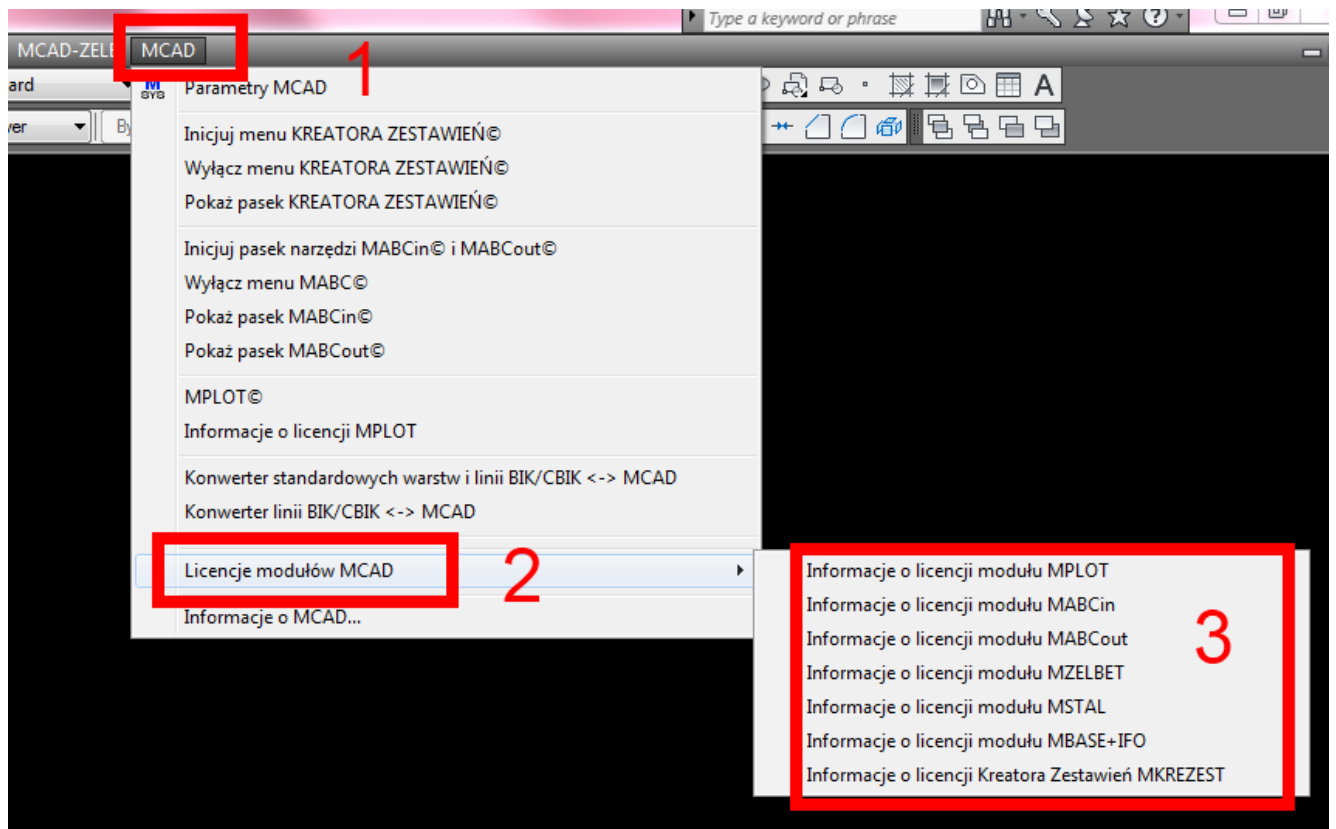 Type a keyword or phrase
MCAD-ZELB MCAD
1
ard
M SYS Parametry MCAD
A
yer
By
Inicjuj menu KREATORA ZESTAWIEŃ©
Wyłącz menu KREATORA ZESTAWIEŃ©
Pokaż pasek KREATORA ZESTAWIEŃ©
Inicjuj pasek narzędzi MABCin© i MABCout©
Wyłącz menu MABC©
Pokaż pasek MABCin©
Pokaż pasek MABCout©
MPLOT©
Informacje o licencji MPLOT
Konwerter standardowych warstw i linii BIK/CBIK <-> MCAD
Konwerter linii BIK/CBIK <-> MCAD
Licencje modułów MCAD
2
Informacje o MCAD...
Informacje o licencji modułu MPLOT
Informacje o licencji modułu MABCin
Informacje o licencji modułu MABCout
3
Informacje o licencji modułu MZELBET
Informacje o licencji modułu MSTAL
Informacje o licencji modułu MBASE+IFO
Informacje o licencji Kreatora Zestawień MKREZEST